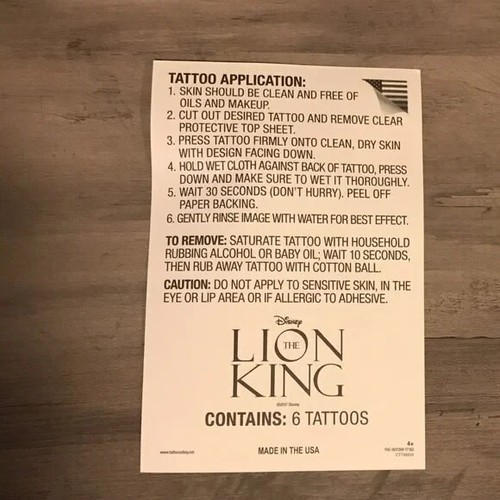 TATTOO APPLICATION:
1. SKIN SHOULD BE CLEAN AND FREE OF
OILS AND MAKEUP.
2. CUT OUT DESIRED TATTOO AND REMOVE CLEAR
PROTECTIVE TOP SHEET.
3. PRESS TATTOO FIRMLY ONTO CLEAN, DRY SKIN
WITH DESIGN FACING DOWN.
4. HOLD WET CLOTH AGAINST BACK OF TATTOO, PRESS
DOWN AND MAKE SURE TO WET IT THOROUGHLY.
5. WAIT 30 SECONDS (DON'T HURRY). PEEL OFF
PAPER BACKING.
6. GENTLY RINSE IMAGE WITH WATER FOR BEST EFFECT.
TO REMOVE: SATURATE TATTOO WITH HOUSEHOLD
RUBBING ALCOHOL OR BABY OIL; WAIT 10 SECONDS,
THEN RUB AWAY TATTOO WITH COTTON BALL.
CAUTION: DO NOT APPLY TO SENSITIVE SKIN, IN THE
EYE OR LIP AREA OR IF ALLERGIC TO ADHESIVE.
Disney
THE
LION
KING
Disney
CONTAINS: 6 TATTOOS
4+
MADE IN THE USA